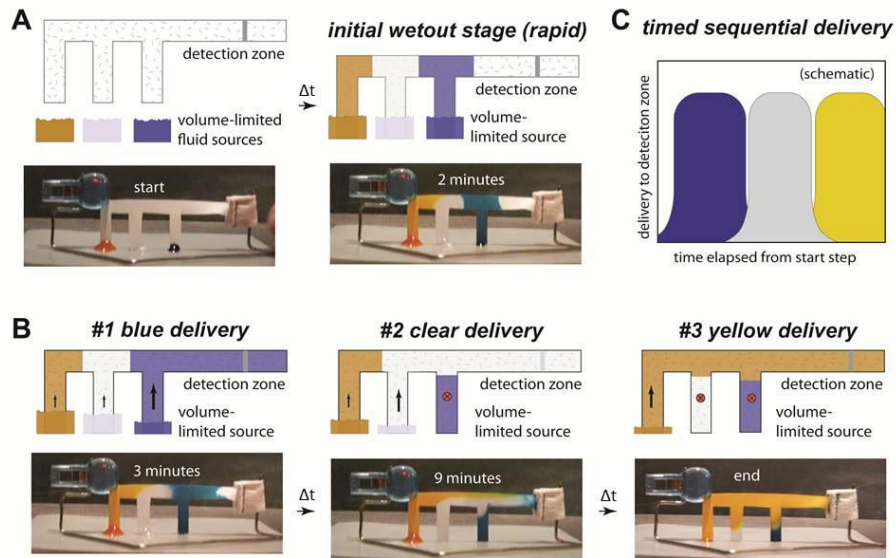 A
detection zone
volume-limited
fluid sources
start
Δt
initial wetout stage (rapid)
detection zone
volume-
limited source
2 minutes
C timed sequential delivery
(schematic)
delivery to deteciton zone
time elapsed from start step
B
#1 blue delivery
detection zone
volume-
limited source
3 minutes
Δt
#2 clear delivery
detection zone
volume-
limited source
9 minutes
Δt
#3 yellow delivery
detection zone
volume-
limited source
end